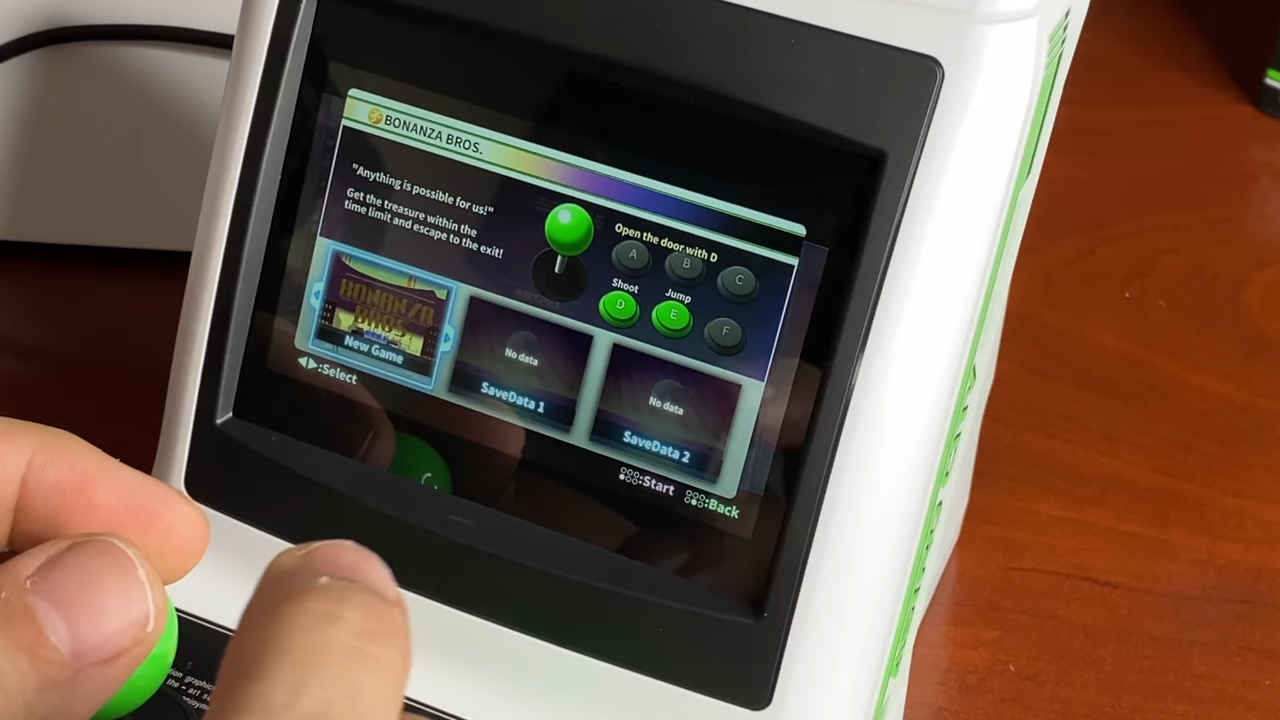 BONANZA BROS.
"Anything is possible for us!"
Get the treasure within the
time limit and escape to the exit!
Open the door with D
A
B
C
Shoot
Jump
D
E
F
BONANZA
BROS.
New Game
No data
SaveData 1
No data
SaveData 2
◀▶:Select
:Start
:Back